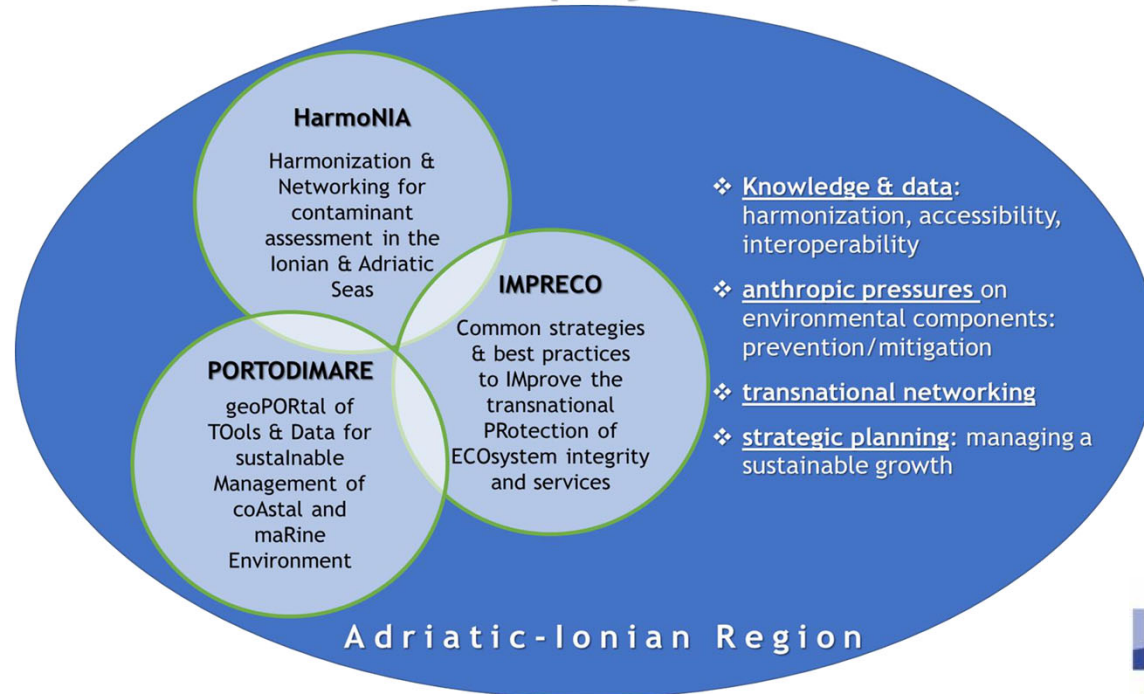 HarmoNIA
Harmonization &
Networking for
contaminant
assessment in the
Ionian & Adriatic
Seas
IMPRECO
Common strategies
& best practices
to IMprove the
transnational
PRotection of
ECOsystem integrity
and services
PORTODIMARE
geoPORtal of
TOols & Data for
sustaInable
Management of
coAstal and
maRine
Environment
❖ Knowledge & data:
harmonization, accessibility,
interoperability
❖ anthropic pressures on
environmental components:
prevention/mitigation
❖ transnational networking
❖ strategic planning: managing a
sustainable growth
Adriatic-Ionian Region